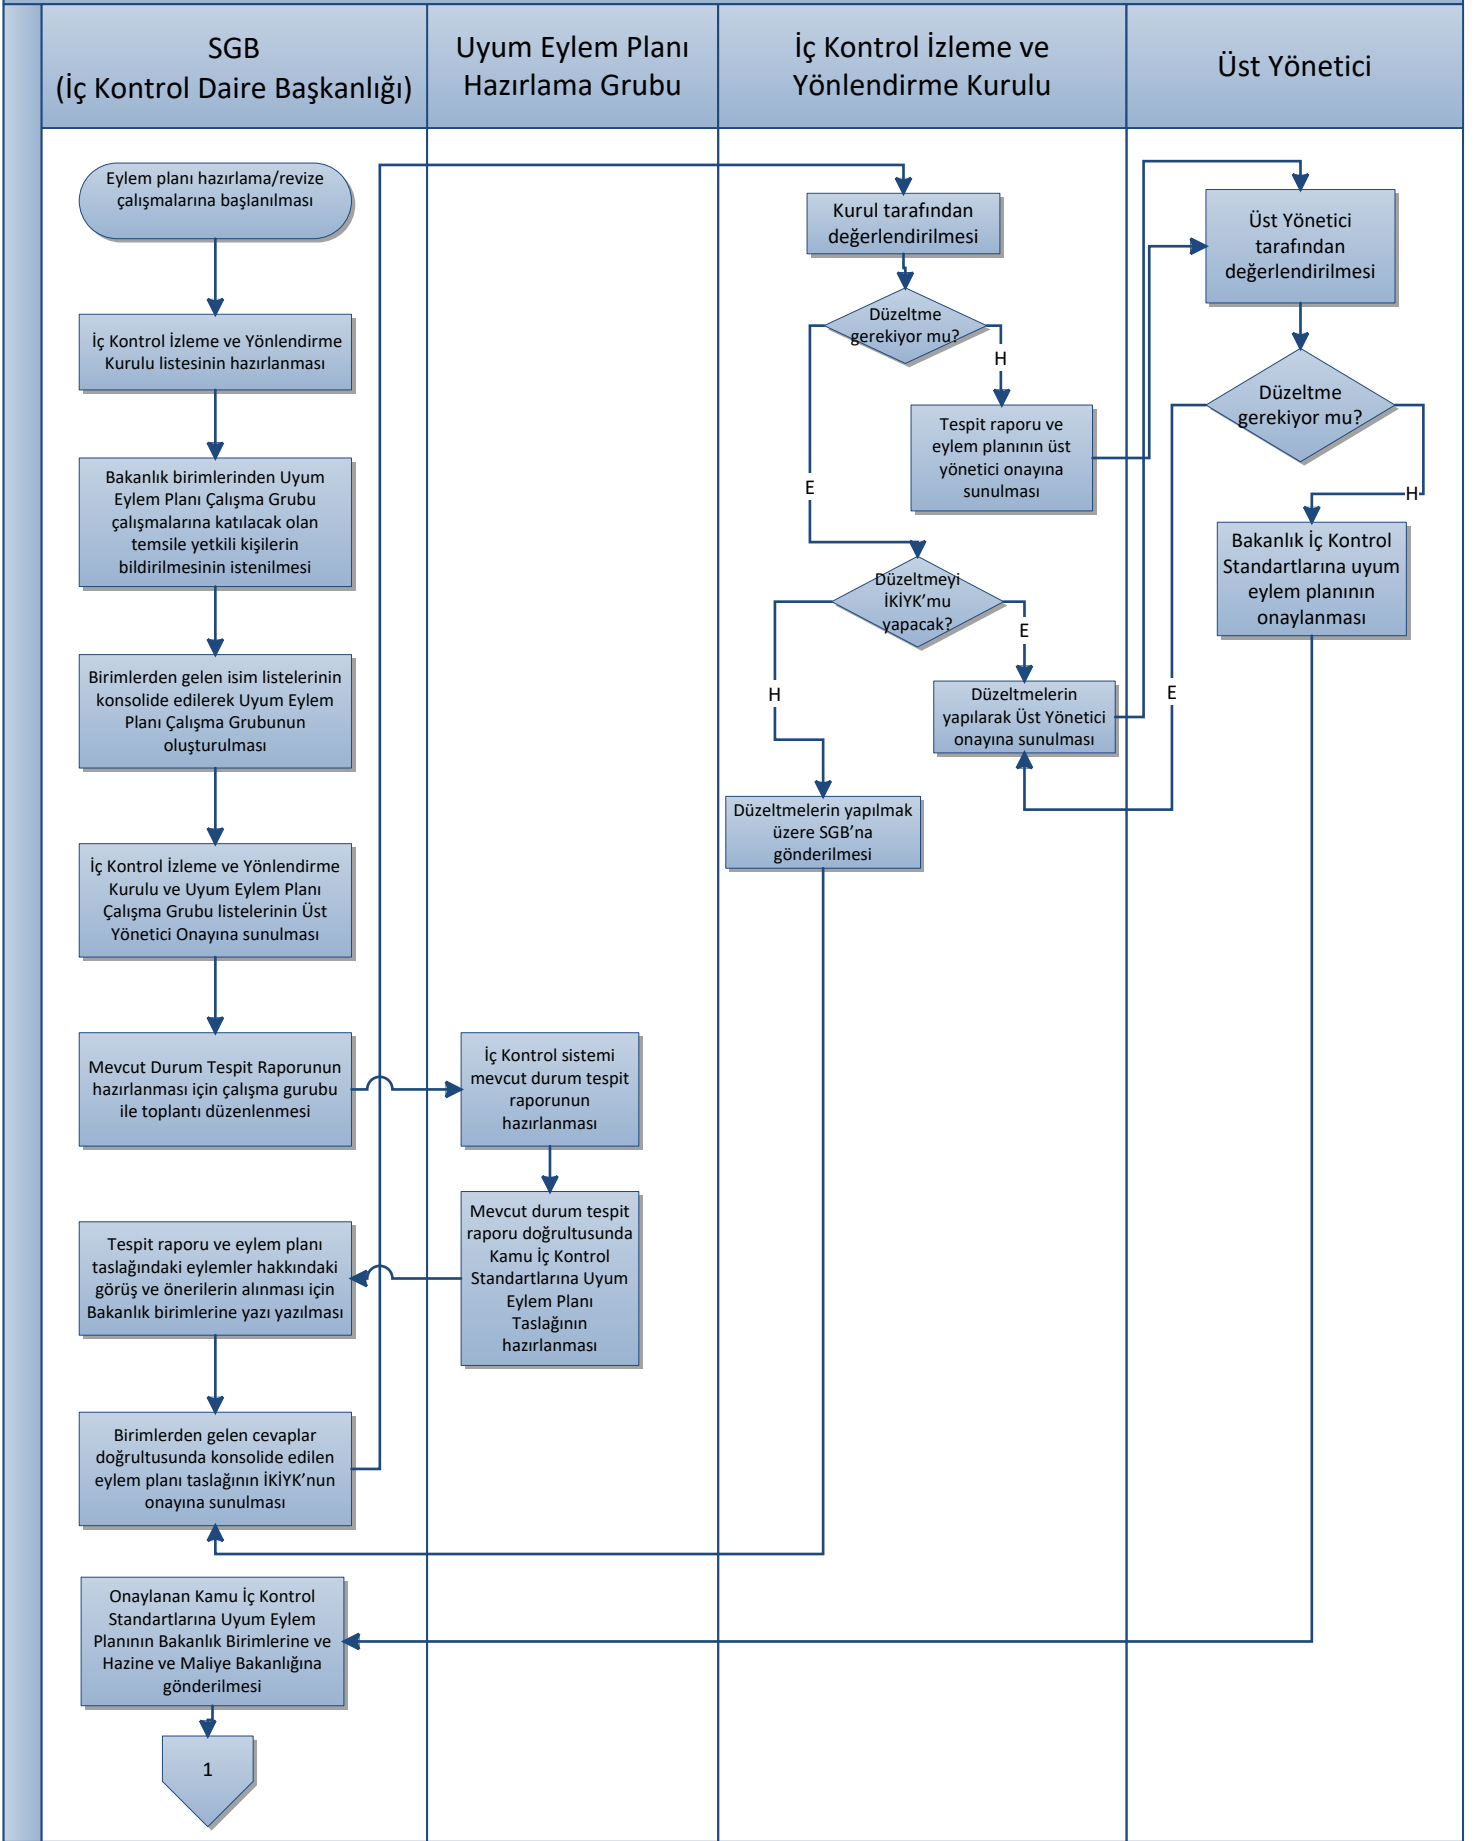 SGB
(İç Kontrol Daire Başkanlığı)
Uyum Eylem Planı
Hazırlama Grubu
İç Kontrol İzleme ve
Yönlendirme Kurulu
Üst Yönetici
Eylem planı hazırlama/revize
çalışmalarına başlanılması
İç Kontrol İzleme ve Yönlendirme
Kurulu listesinin hazırlanması
Bakanlık birimlerinden Uyum
Eylem Planı Çalışma Grubu
çalışmalarına katılacak olan
temsile yetkili kişilerin
bildirilmesinin istenilmesi
Birimlerden gelen isim listelerinin
konsolide edilerek Uyum Eylem
Planı Çalışma Grubunun
oluşturulması
İç Kontrol İzleme ve Yönlendirme
Kurulu ve Uyum Eylem Planı
Çalışma Grubu listelerinin Üst
Yönetici Onayına sunulması
Mevcut Durum Tespit Raporunun
hazırlanması için çalışma gurubu
ile toplantı düzenlenmesi
Tespit raporu ve eylem planı
taslağındaki eylemler hakkındaki
görüş ve önerilerin alınması için
Bakanlık birimlerine yazı yazılması
Birimlerden gelen cevaplar
doğrultusunda konsolide edilen
eylem planı taslağının İKİYK’nun
onayına sunulması
Onaylanan Kamu İç Kontrol
Standartlarına Uyum Eylem
Planının Bakanlık Birimlerine ve
Hazine ve Maliye Bakanlığına
gönderilmesi
1
İç Kontrol sistemi
mevcut durum tespit
raporunun
hazırlanması
Mevcut durum tespit
raporu doğrultusunda
Kamu İç Kontrol
Standartlarına Uyum
Eylem Planı
Taslağının
hazırlanması
Kurul tarafından
değerlendirilmesi
Düzeltme
gerekiyor mu?
H
Tespit raporu ve
eylem planının üst
yönetici onayına
sunulması
E
Düzeltmeyi
İKİYK’mu
yapacak?
E
H
Düzeltmelerin
yapılarak Üst Yönetici
onayına sunulması
Düzeltmelerin yapılmak
üzere SGB’na
gönderilmesi
Üst Yönetici
tarafından
değerlendirilmesi
Düzeltme
gerekiyor mu?
H
Bakanlık İç Kontrol
Standartlarına uyum
eylem planının
onaylanması
E